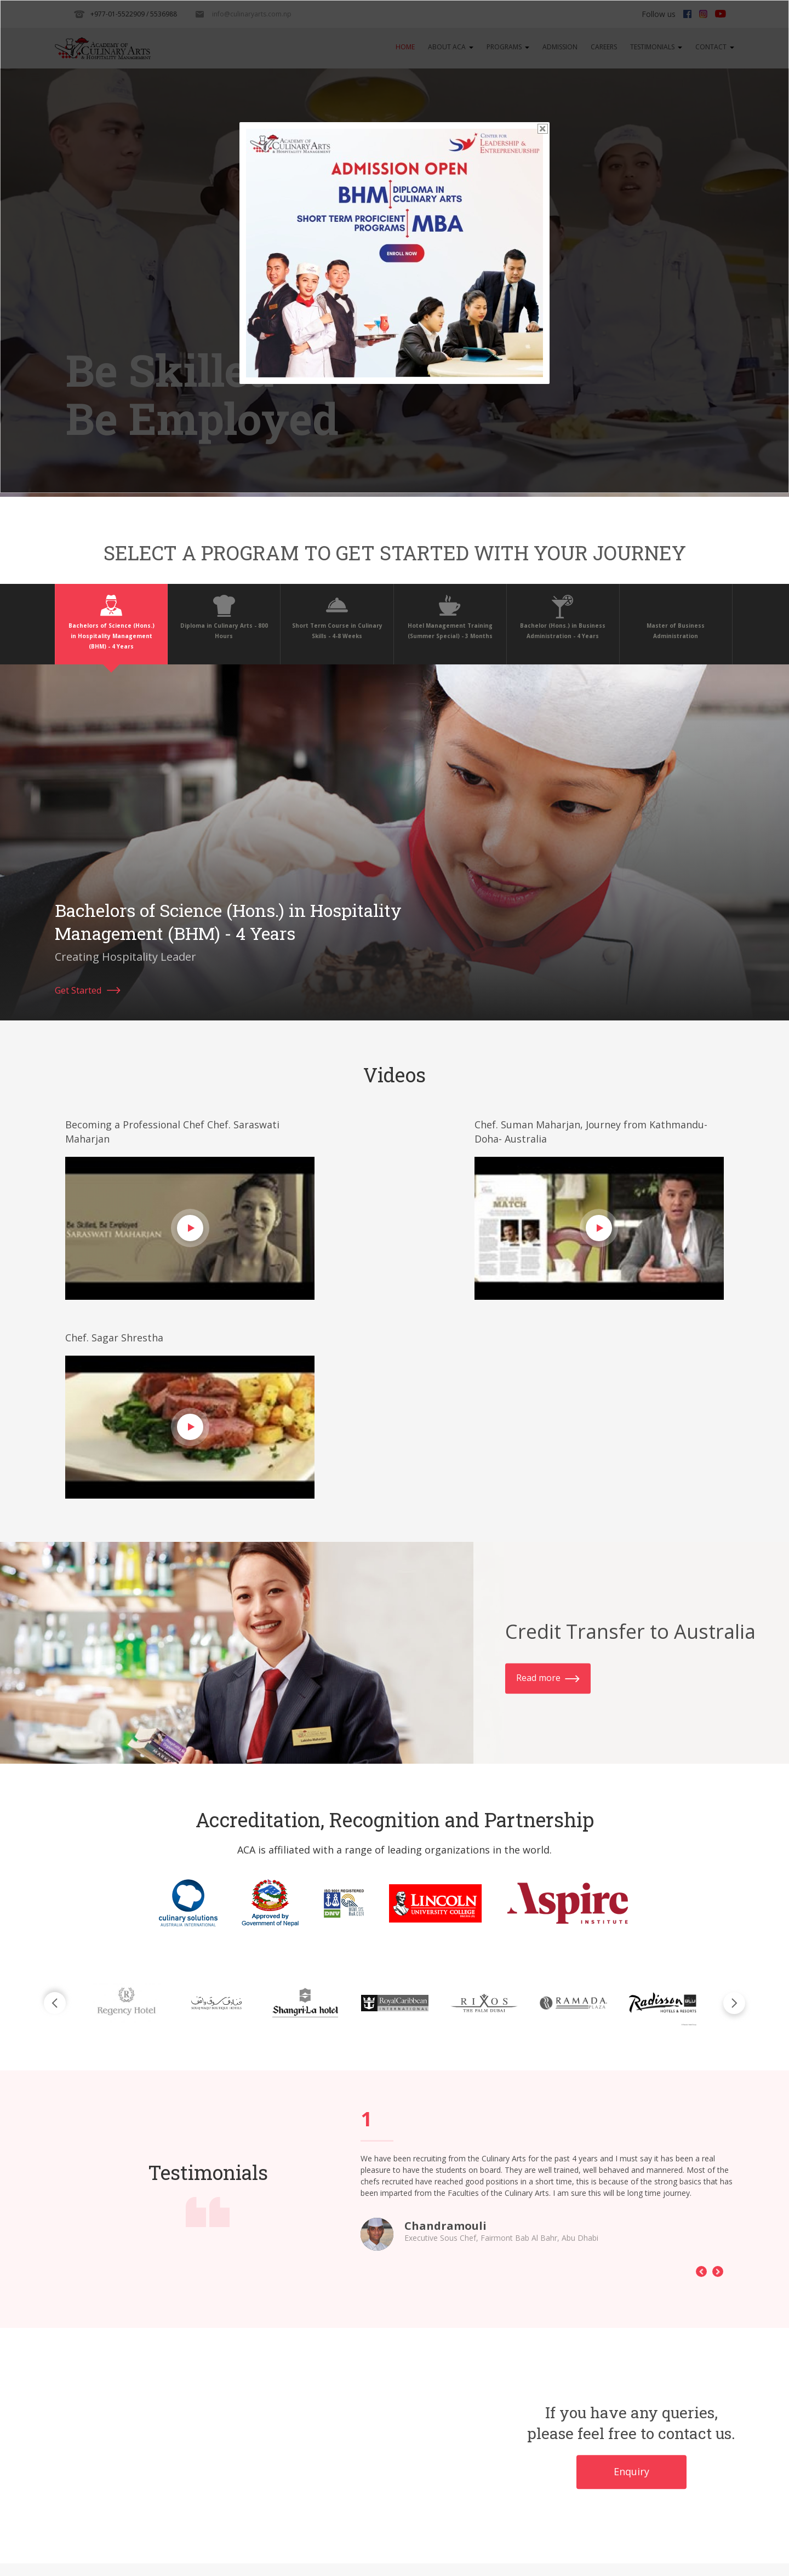 +977-01-5522909 / 5536988
info@culinaryarts.com.np
Follow us
ACADEMY OF
CULINARY ARTS
& HOSPITALITY MANAGEMENT
HOME
ABOUT ACA
PROGRAMS
ADMISSION
CAREERS
TESTIMONIALS
CONTACT
ACADEMY OF
CULINARY ARTS
& HOSPITALITY MANAGEMENT
CENTER FOR
LEADERSHIP &
ENTREPRENEURSHIP
ADMISSION OPEN
BHM DIPLOMA IN
CULINARY ARTS
SHORT TERM PROFICIENT
PROGRAMS MBA
ENROLL NOW
Be Skilled
Be Employed
SELECT A PROGRAM TO GET STARTED WITH YOUR JOURNEY
Bachelors of Science (Hons.)
in Hospitality Management
(BHM) - 4 Years
Diploma in Culinary Arts - 800
Hours
Short Term Course in Culinary
Skills - 4-8 Weeks
Hotel Management Training
(Summer Special) - 3 Months
Bachelor (Hons.) in Business
Administration - 4 Years
Master of Business
Administration
Bachelors of Science (Hons.) in Hospitality
Management (BHM) - 4 Years
Creating Hospitality Leader
Get Started
Videos
Becoming a Professional Chef Chef. Saraswati
Maharjan
Chef. Suman Maharjan, Journey from Kathmandu-
Doha- Australia
Be Skilled, Be Employed
SARASWATI MAHARJAN
MATCH
Chef. Sagar Shrestha
Credit Transfer to Australia
Read more
Accreditation, Recognition and Partnership
ACA is affiliated with a range of leading organizations in the world.
culinary solutions
AUSTRALIA INTERNATIONAL
Approved by
Government of Nepal
ISO 9001 REGISTERED
DNV
LINCOLN
UNIVERSITY COLLEGE
Aspire
INSTITUTE
R
Regency Hotel
Shangri-La hotel
RoyalCaribbean
INTERNATIONAL
RIXOS
THE PALM DUBAI
RAMADA
PLAZA
Radisson BLU
HOTELS & RESORTS
1
Testimonials
We have been recruiting from the Culinary Arts for the past 4 years and I must say it has been a real
pleasure to have the students on board. They are well trained, well behaved and mannered. Most of the
chefs recruited have reached good positions in a short time, this is because of the strong basics that has
been imparted from the Faculties of the Culinary Arts. I am sure this will be long time journey.
Chandramouli
Executive Sous Chef, Fairmont Bab Al Bahr, Abu Dhabi
If you have any queries,
please feel free to contact us.
Enquiry